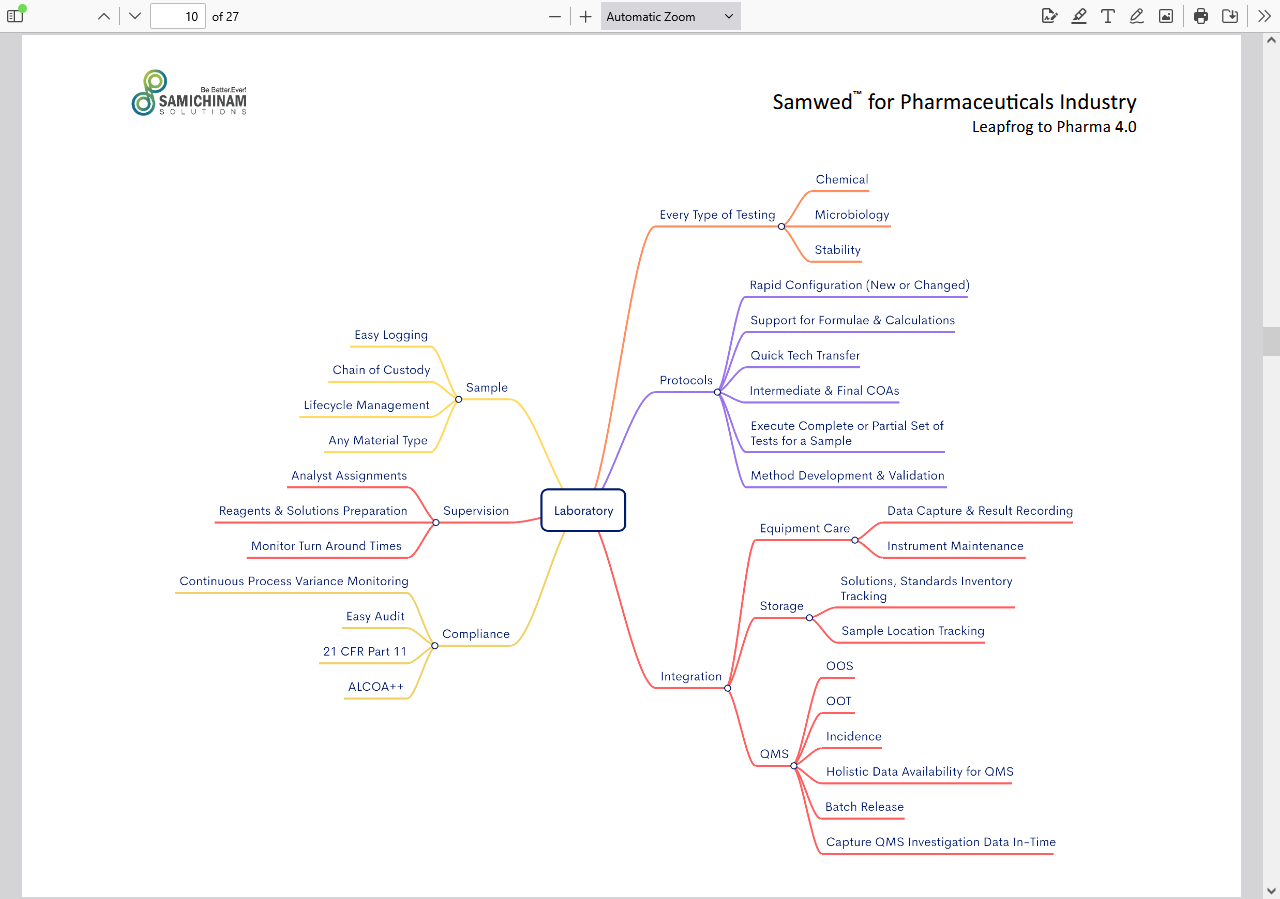 10 of 27
Automatic Zoom
Be Better.Ever!
SAMICHINAM
SOLUTIONS
Samwed™ for Pharmaceuticals Industry
Leapfrog to Pharma 4.0
Laboratory
Every Type of Testing
Chemical
Microbiology
Stability
Protocols
Rapid Configuration (New or Changed)
Support for Formulae & Calculations
Quick Tech Transfer
Intermediate & Final COAs
Execute Complete or Partial Set of
Tests for a Sample
Method Development & Validation
Integration
Equipment Care
Data Capture & Result Recording
Instrument Maintenance
Storage
Solutions, Standards Inventory
Tracking
Sample Location Tracking
QMS
OOS
OOT
Incidence
Holistic Data Availability for QMS
Batch Release
Capture QMS Investigation Data In-Time
Sample
Easy Logging
Chain of Custody
Lifecycle Management
Any Material Type
Supervision
Analyst Assignments
Reagents & Solutions Preparation
Monitor Turn Around Times
Compliance
Continuous Process Variance Monitoring
Easy Audit
21 CFR Part 11
ALCOA++